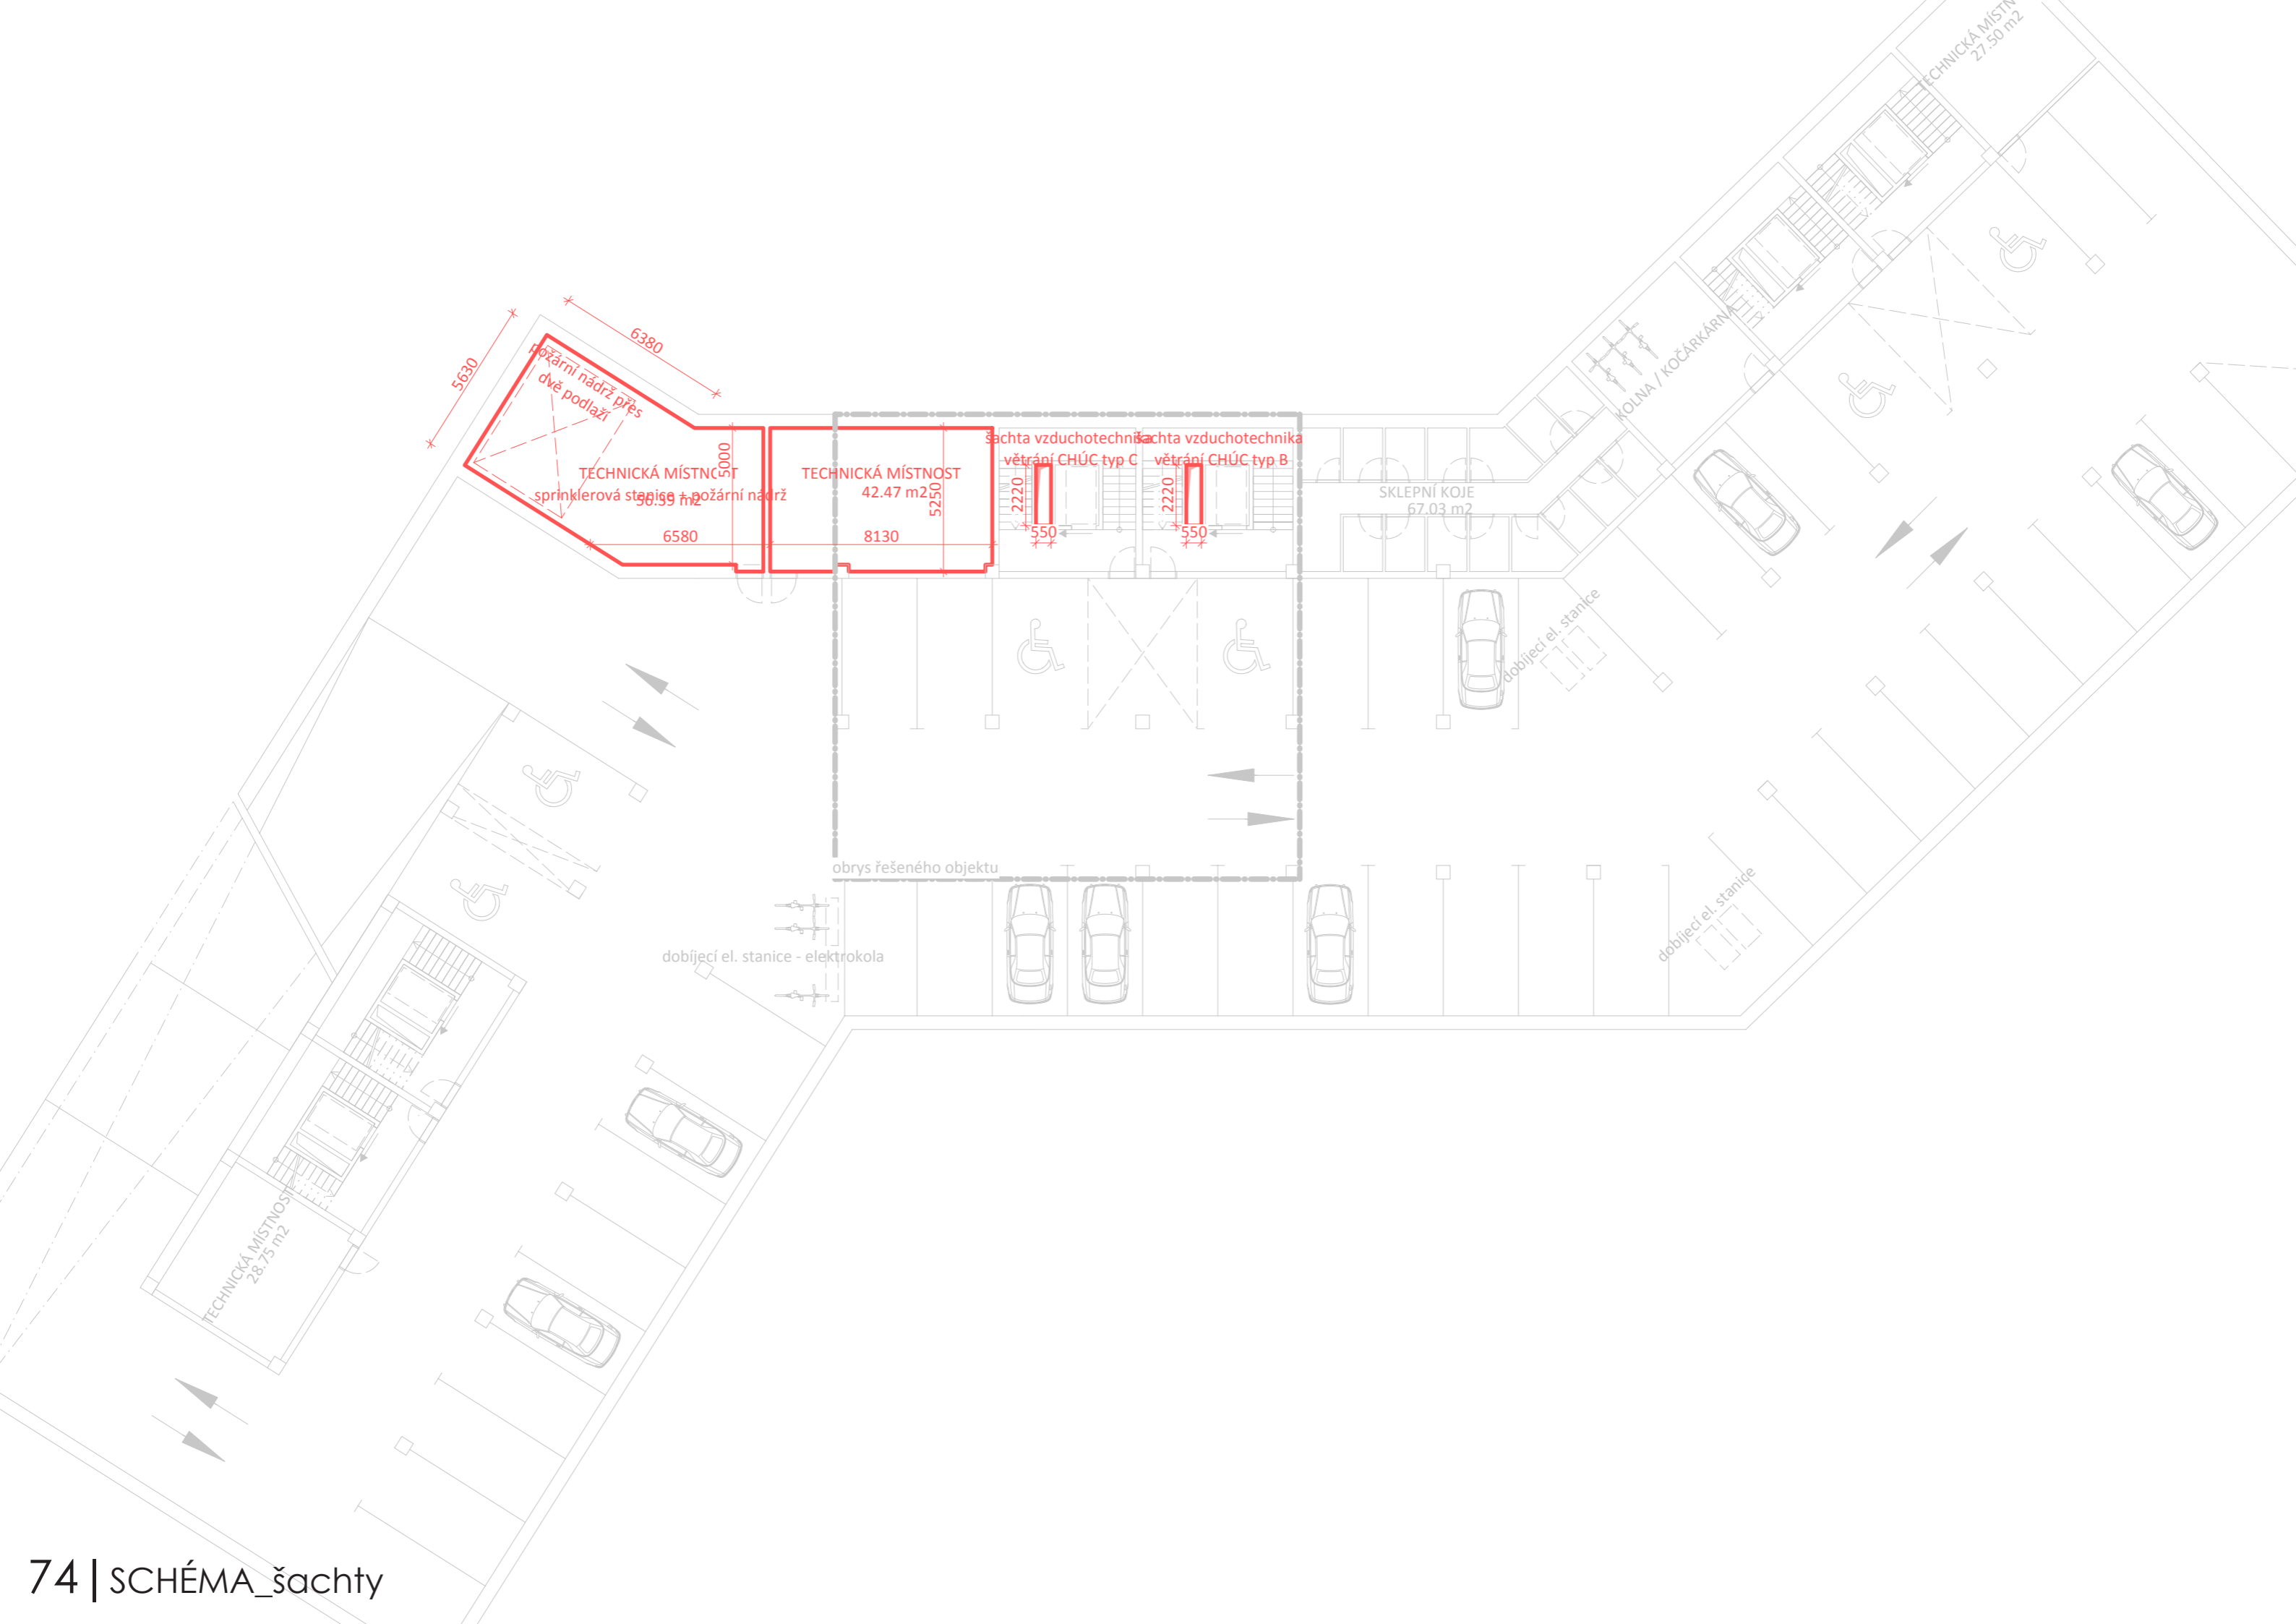 TECHNICKÁ MÍSTN
27.50 m2
6380
5630
požární nádrž přes
dvě podlaží
KOLNA / KOČÁRKÁRNA
šachta vzduchotechnika
větrání CHÚC typ C
šachta vzduchotechnika
větrání CHÚC typ B
TECHNICKÁ MÍSTNOST
sprinklerová stanice + požární nádrž
56.39 m2
5000
TECHNICKÁ MÍSTNOST
42.47 m2
5250
2220
550
2220
550
SKLEPNÍ KOJE
67.03 m2
6580
8130
dobíjecí el. stanice
obrys řešeného objektu
dobíjecí el. stanice
dobíjecí el. stanice - elektrokola
TECHNICKÁ MÍSTNOST
28.75 m2
74|SCHÉMA_šachty